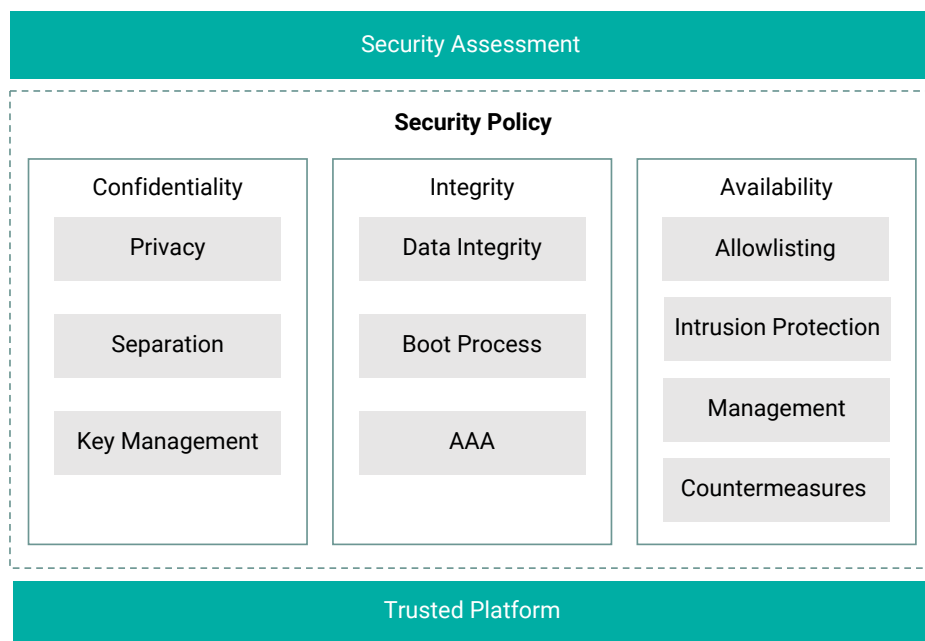 Security Assessment
Security Policy
Confidentiality
Privacy
Separation
Key Management
Integrity
Data Integrity
Boot Process
AAA
Availability
Allowlisting
Intrusion Protection
Management
Countermeasures
Trusted Platform